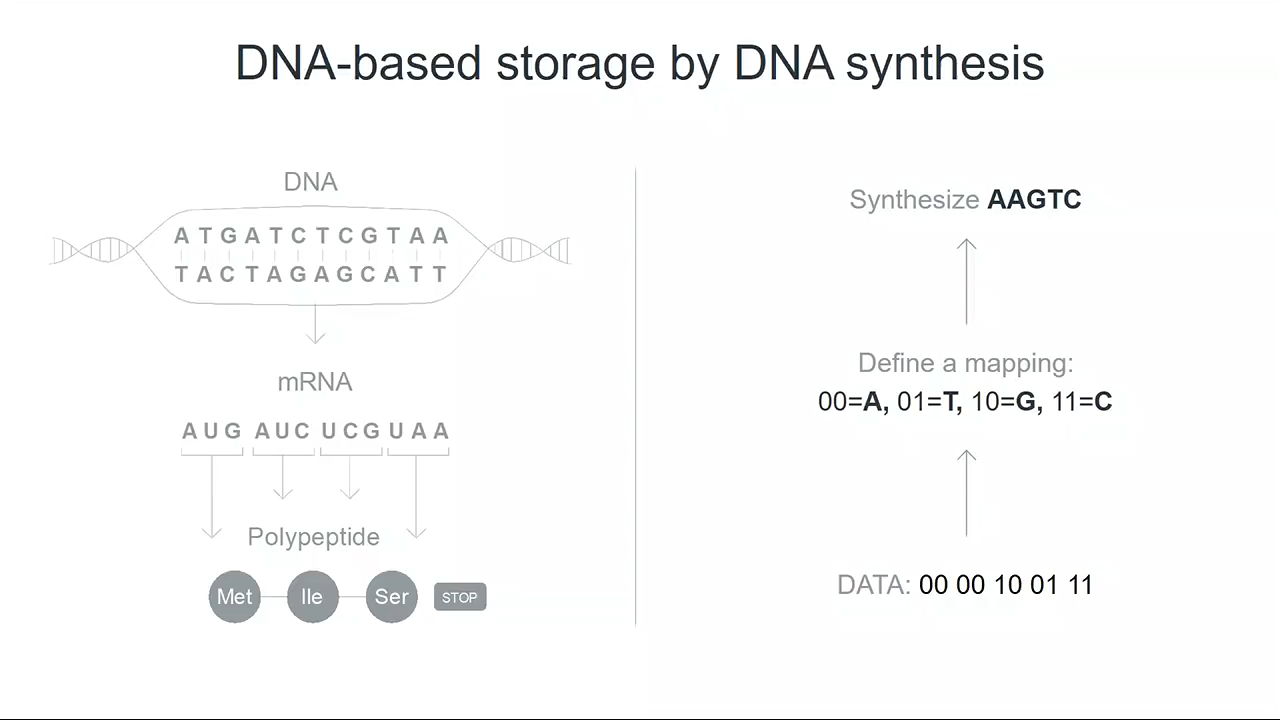 DNA-based storage by DNA synthesis
DNA
A T G A T C T C G T A A
T A C T A G A G C A T T
mRNA
A U G A U C U C G U A A
Polypeptide
Met Ile Ser STOP
Synthesize AAGTC
Define a mapping:
00=A, 01=T, 10=G, 11=C
DATA: 00 00 10 01 11